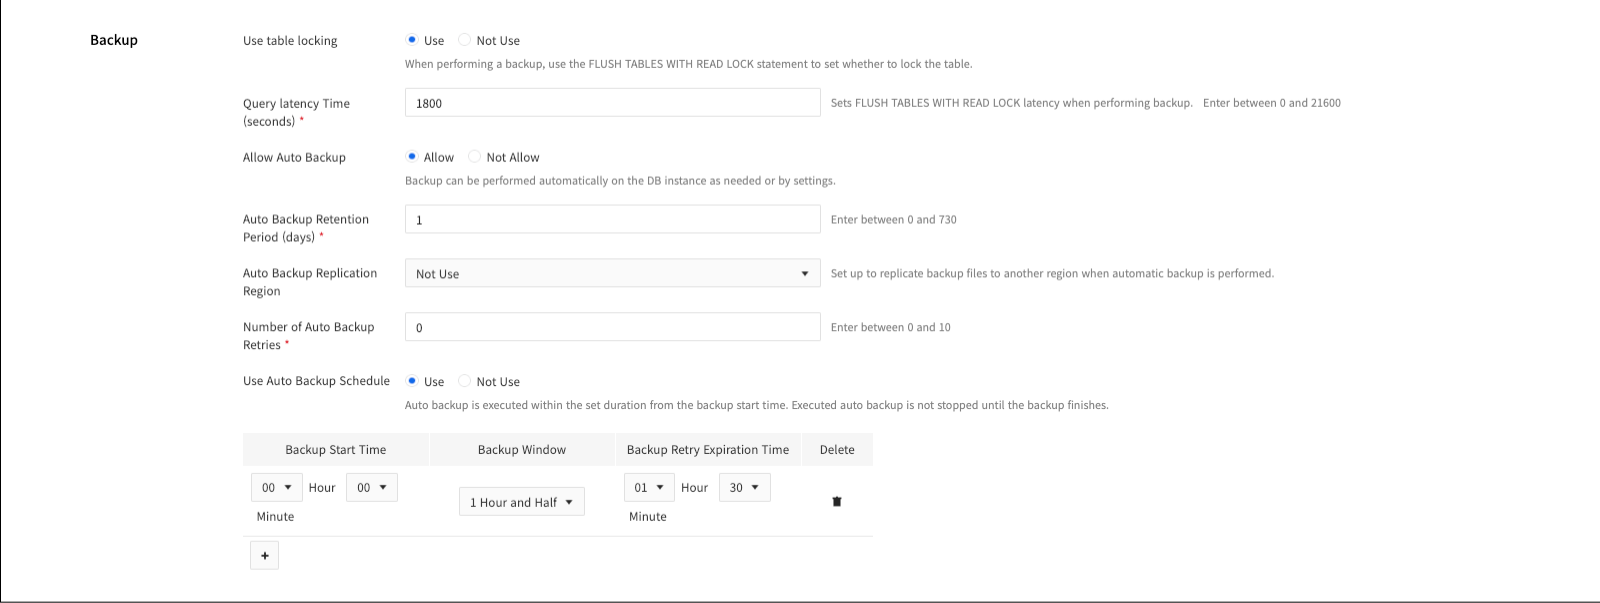 Backup
Use table locking
Use Not Use
When performing a backup, use the FLUSH TABLES WITH READ LOCK statement to set whether to lock the table.
Query latency Time
(seconds) *
1800
Sets FLUSH TABLES WITH READ LOCK latency when performing backup. Enter between 0 and 21600
Allow Auto Backup
Allow Not Allow
Backup can be performed automatically on the DB instance as needed or by settings.
Auto Backup Retention
Period (days) *
1
Enter between 0 and 730
Auto Backup Replication
Region
Not Use
Set up to replicate backup files to another region when automatic backup is performed.
Number of Auto Backup
Retries *
0
Enter between 0 and 10
Use Auto Backup Schedule
Use Not Use
Auto backup is executed within the set duration from the backup start time. Executed auto backup is not stopped until the backup finishes.
Backup Start Time Backup Window Backup Retry Expiration Time Delete
00 Hour 00
Minute
1 Hour and Half
01 Hour 30
Minute
+